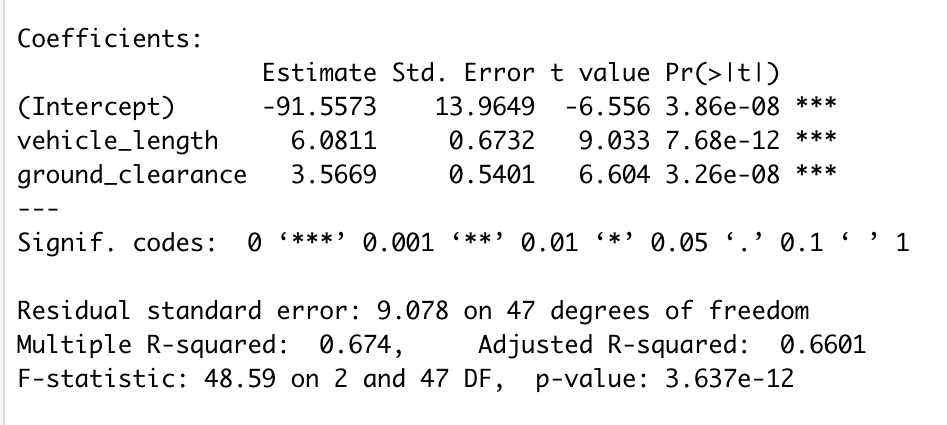 Coefficients:
                 Estimate Std. Error t value Pr(>|t|)
(Intercept)      -91.5573    13.9649  -6.556 3.86e-08 ***
vehicle_length     6.0811     0.6732   9.033 7.68e-12 ***
ground_clearance   3.5669     0.5401   6.604 3.26e-08 ***
---
Signif. codes:  0 ‘***’ 0.001 ‘**’ 0.01 ‘*’ 0.05 ‘.’ 0.1 ‘ ’ 1
Residual standard error: 9.078 on 47 degrees of freedom
Multiple R-squared:  0.674,     Adjusted R-squared:  0.6601
F-statistic: 48.59 on 2 and 47 DF,  p-value: 3.637e-12